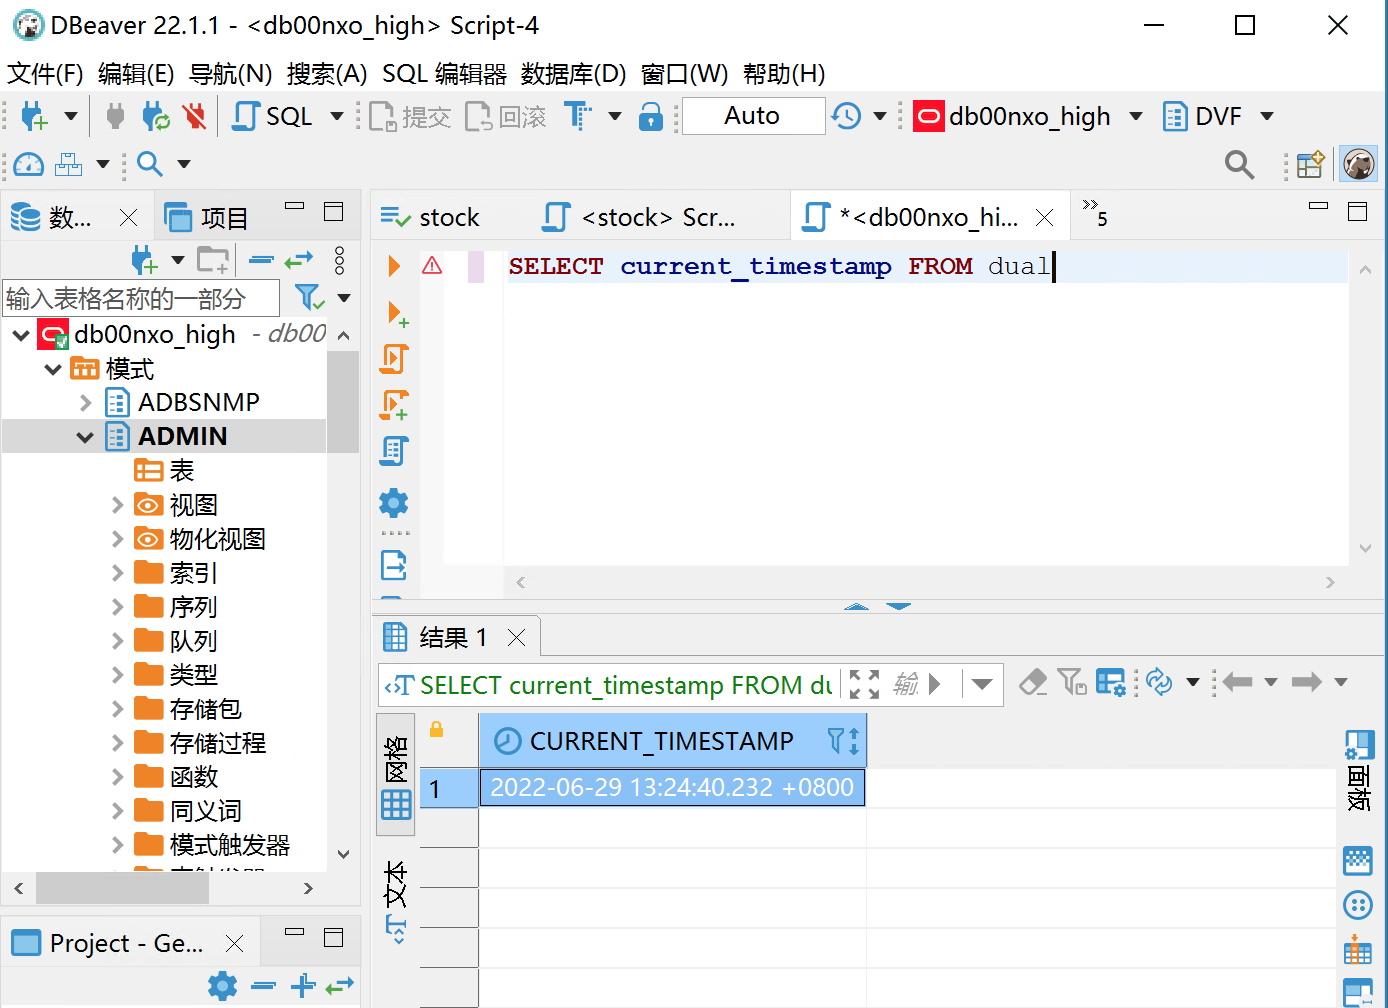 DBeaver 22.1.1 - <db00nxo_high> Script-4
文件(F) 编辑(E) 导航(N) 搜索(A) SQL 编辑器 数据库(D) 窗口(W) 帮助(H)
SQL 提交 回滚 Auto db00nxo_high DVF
数... 项目
stock <stock> Scr... *<db00nxo_hi... »5
SELECT current_timestamp FROM dual
输入表格名称的一部分
db00nxo_high - db00
模式
ADBSNMP
ADMIN
表
视图
物化视图
索引
序列
队列
类型
存储包
存储过程
函数
同义词
模式触发器
结果 1
SELECT current_timestamp FROM du
网格
文本
CURRENT_TIMESTAMP
1 2022-06-29 13:24:40.232 +0800
面板
Project - Ge...